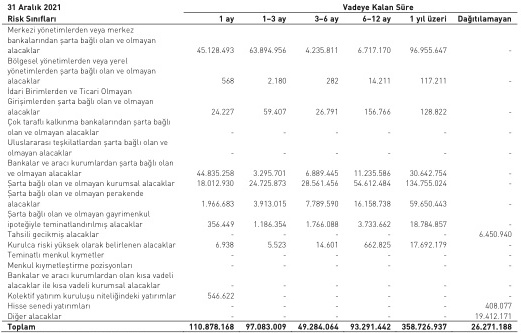 31 Aralık 2021 Vadeye Kalan Süre
Risk Sınıfları 1 ay 1–3 ay 3–6 ay 6–12 ay 1 yıl üzeri Dağıtılamayan
Merkezi yönetimlerden veya merkez
bankalarından şarta bağlı olan ve olmayan
alacaklar 45.128.493 63.894.956 4.235.811 6.717.170 96.955.647 -
Bölgesel yönetimlerden veya yerel
yönetimlerden şarta bağlı olan ve olmayan
alacaklar 568 2.180 282 14.211 117.211 -
İdari Birimlerden ve Ticari Olmayan
Girişimlerden şarta bağlı olan ve olmayan
alacaklar 24.227 59.407 26.791 156.766 128.822 -
Çok taraflı kalkınma bankalarından şarta bağlı
olan ve olmayan alacaklar - - - - - -
Uluslararası teşkilatlardan şarta bağlı olan ve
olmayan alacaklar - - - - - -
Bankalar ve aracı kurumlardan şarta bağlı olan
ve olmayan alacaklar 44.835.258 3.295.701 6.889.445 11.235.586 30.642.754 -
Şarta bağlı olan ve olmayan kurumsal alacaklar 18.012.930 24.725.873 28.561.456 54.612.484 134.755.024 -
Şarta bağlı olan ve olmayan perakende
alacaklar 1.966.683 3.913.015 7.789.590 16.158.738 59.650.443 -
Şarta bağlı olan ve olmayan gayrimenkul
ipoteğiyle teminatlandırılmış alacaklar 356.449 1.186.354 1.766.088 3.733.662 18.784.857 -
Tahsili gecikmiş alacaklar - - - - - 6.450.940
Kurulca riski yüksek olarak belirlenen alacaklar 6.938 5.523 14.601 662.825 17.692.179 -
Teminatlı menkul kıymetler - - - - - -
Menkul kıymetleştirme pozisyonları - - - - - -
Bankalar ve aracı kurumlardan olan kısa vadeli
alacaklar ile kısa vadeli kurumsal alacaklar - - - - - -
Kolektif yatırım kuruluşu niteliğindeki yatırımlar 546.622 - - - - -
Hisse senedi yatırımları - - - - - 408.077
Diğer alacaklar - - - - - 19.412.171
Toplam 110.878.168 97.083.009 49.284.064 93.291.442 358.726.937 26.271.188